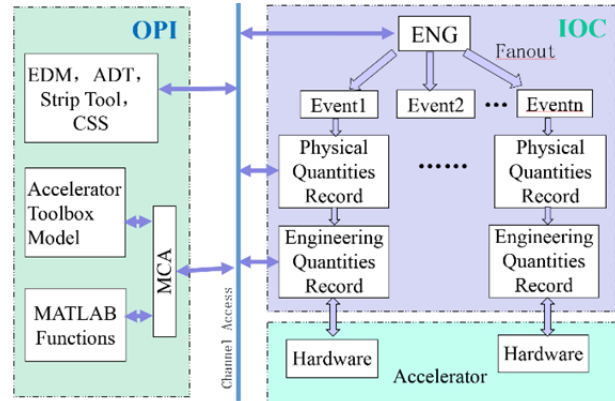 OPI
EDM, ADT,
Strip Tool,
CSS
Accelerator
Toolbox
Model
MATLAB
Functions
MCA
Channel Access
IOC
ENG
Fanout
Event1
Event2
•••
Eventn
Physical
Quantities
Record
••••••
Physical
Quantities
Record
Engineering
Quantities
Record
Engineering
Quantities
Record
Hardware
Hardware
Accelerator